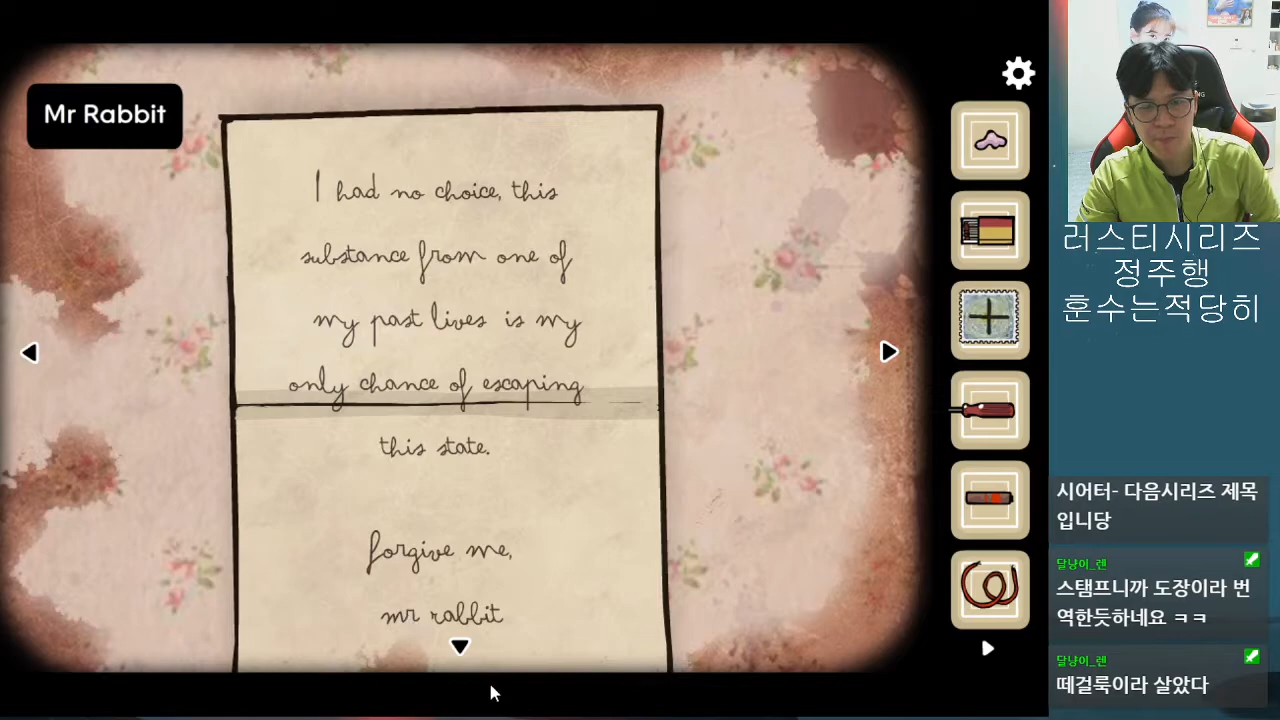 Mr Rabbit
I had no choice, this
substance from one of
my past lives is my
only chance of escaping
this state.
forgive me,
mr rabbit
러스티시리즈
정주행
훈수는적당히
시어터- 다음시리즈 제목
입니당
달냥이_렌
스탬프니까 도장이라 번
역한듯하네요 ㅋㅋ
달냥이_렌
떼걸룩이라 살았다